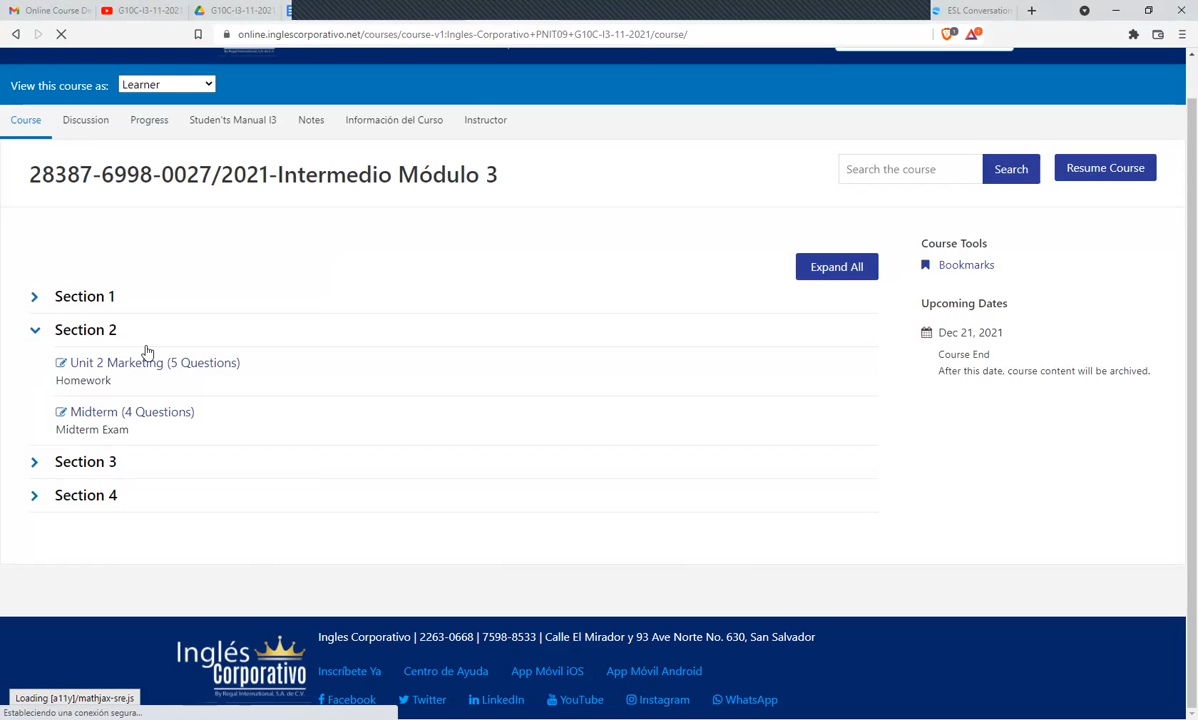 Online Course De
G10C-I3-11-2021
G10C-I3-11-2021
ESL Conversation
online.inglescorporativo.net/courses/course-v1:Ingles-Corporativo+PNIT09+G10C-I3-11-2021/course/
View this course as:
Learner
Course
Discussion
Progress
Studen'ts Manual I3
Notes
Información del Curso
Instructor
28387-6998-0027/2021-Intermedio Módulo 3
Search the course
Search
Resume Course
Expand All
Course Tools
Bookmarks
Upcoming Dates
Dec 21, 2021
Course End
After this date, course content will be archived.
Section 1
Section 2
Unit 2 Marketing (5 Questions)
Homework
Midterm (4 Questions)
Midterm Exam
Section 3
Section 4
Inglés
Corporativo
By Regal International, S.A. de C.V.
Ingles Corporativo | 2263-0668 | 7598-8533 | Calle El Mirador y 93 Ave Norte No. 630, San Salvador
Inscríbete Ya
Centro de Ayuda
App Móvil iOS
App Móvil Android
Facebook
Twitter
LinkedIn
YouTube
Instagram
WhatsApp
Loading [a11y]/mathjax-sre.js
Estableciendo una conexión segura...